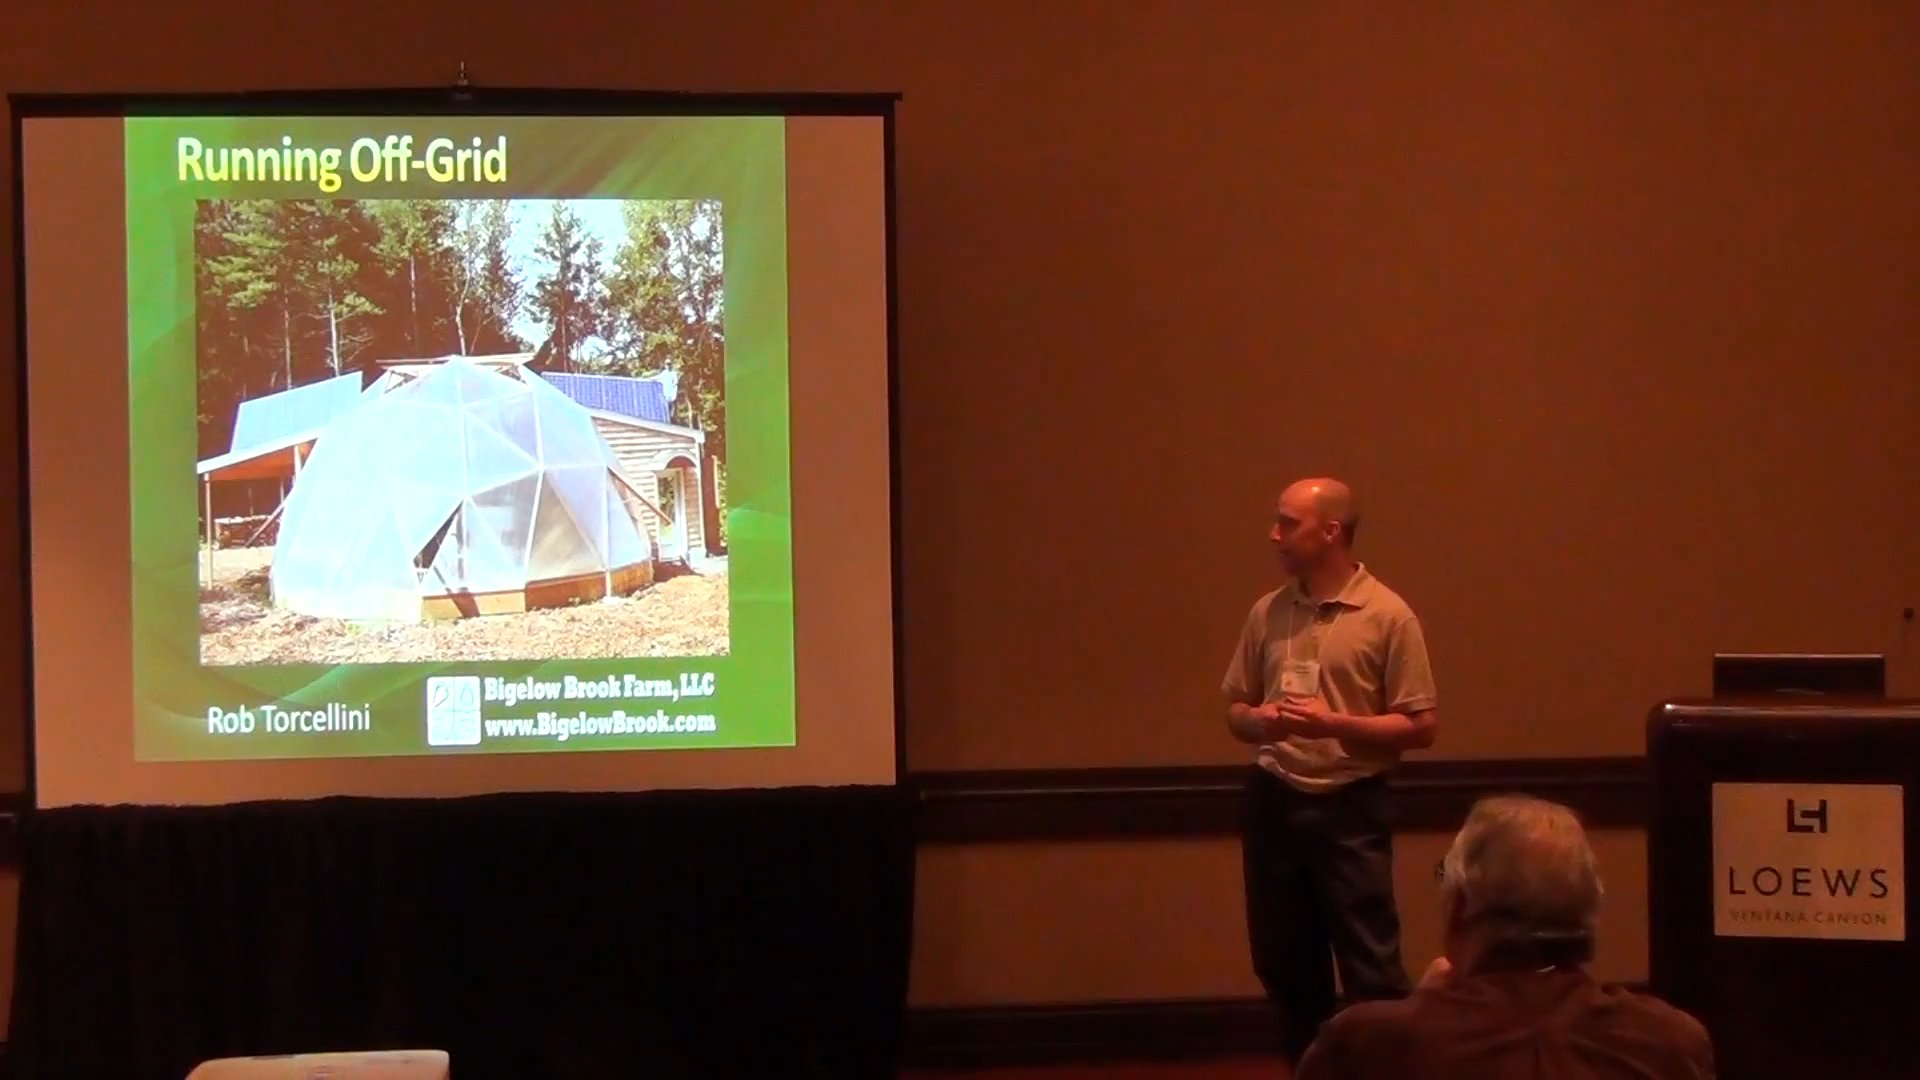 Running Off-Grid
Rob Torcellini
Bigelow Brook Farm, LLC
www.BigelowBrook.com
LOEWS
VENTANA CANYON